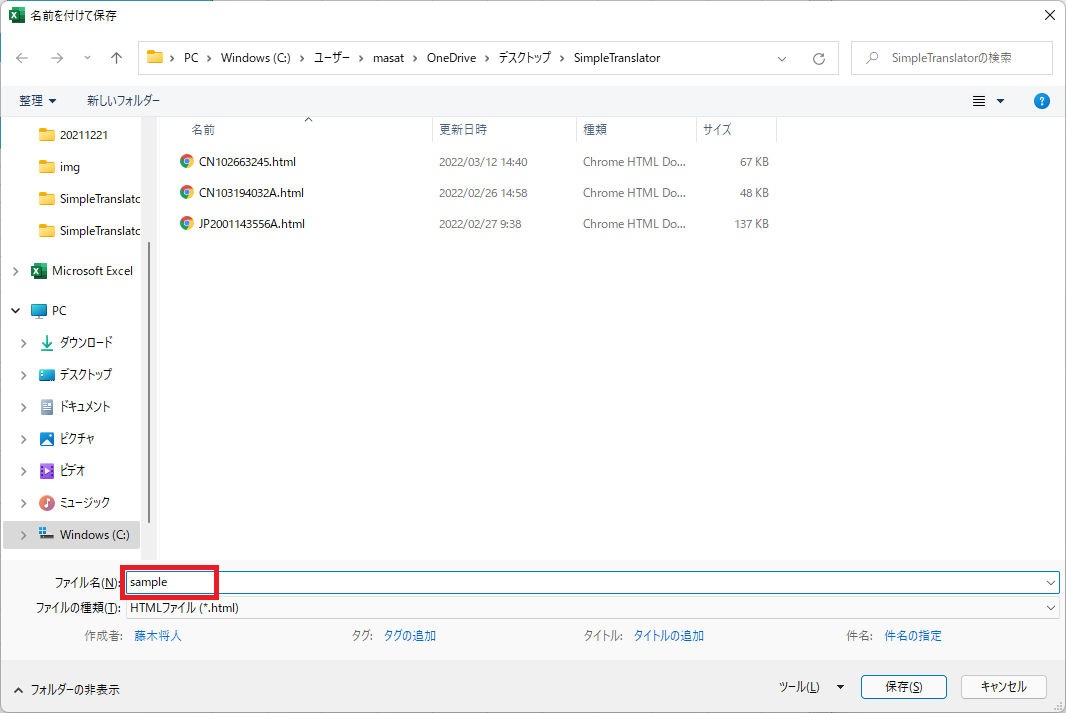 名前を付けて保存
PC › Windows (C:) › ユーザー › masat › OneDrive › デスクトップ › SimpleTranslator
SimpleTranslatorの検索
整理 新しいフォルダー
名前 更新日時 種類 サイズ
20211221
img
SimpleTranslato
SimpleTranslato
Microsoft Excel
PC
ダウンロード
デスクトップ
ドキュメント
ピクチャ
ビデオ
ミュージック
Windows (C:)
CN102663245.html 2022/03/12 14:40 Chrome HTML Do... 67 KB
CN103194032A.html 2022/02/26 14:58 Chrome HTML Do... 48 KB
JP2001143556A.html 2022/02/27 9:38 Chrome HTML Do... 137 KB
ファイル名(N): sample
ファイルの種類(T): HTMLファイル (*.html)
作成者: 藤木将人 タグ: タグの追加 タイトル: タイトルの追加 件名: 件名の指定
フォルダーの非表示 ツール(L) 保存(S) キャンセル